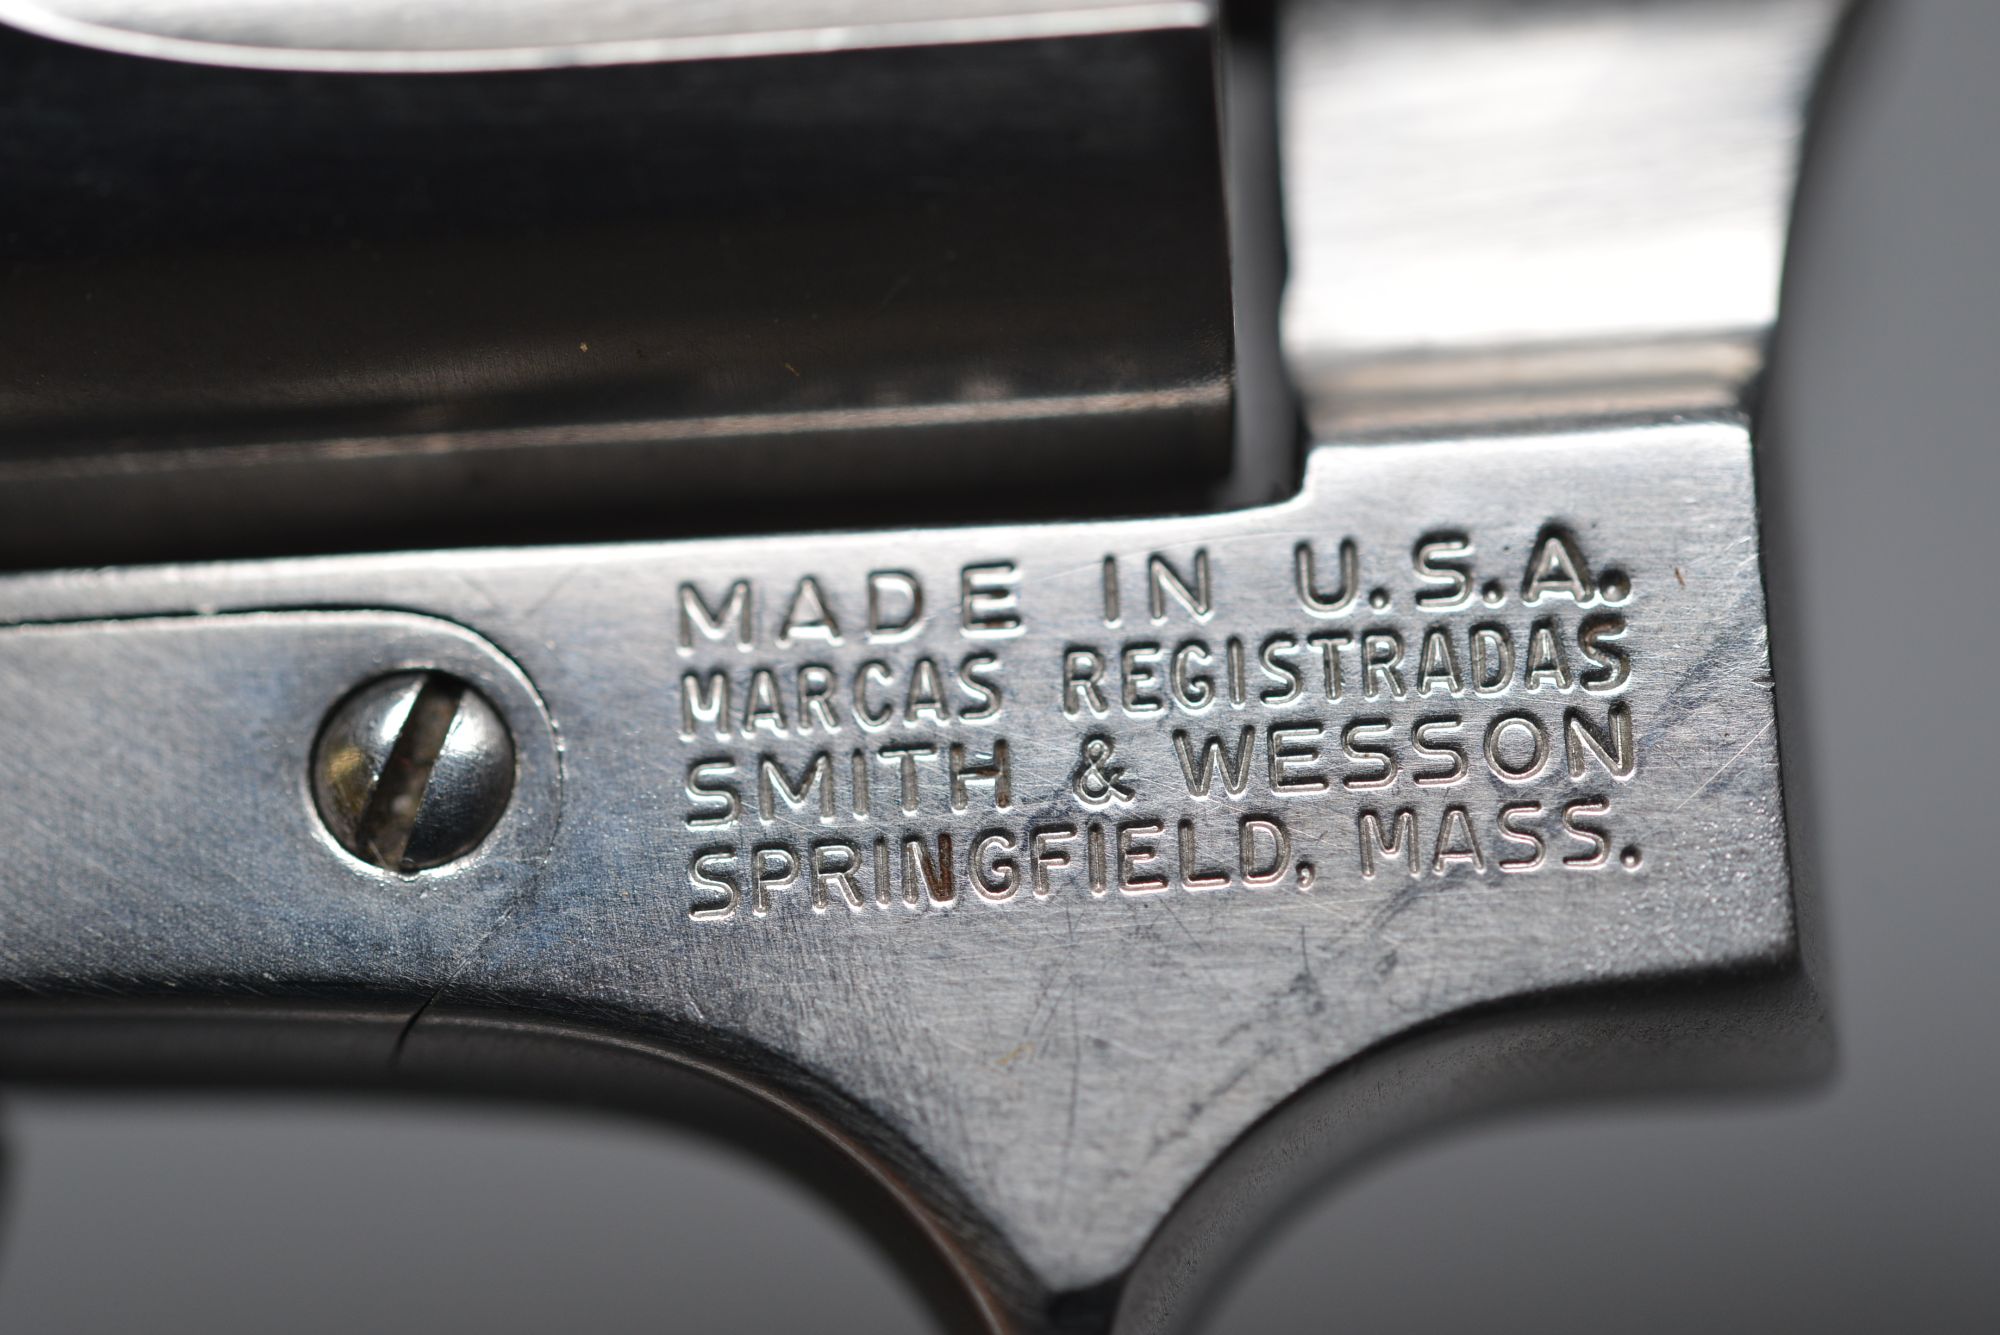 MADE IN U.S.A.
MARCAS REGISTRADAS
SMITH & WESSON
SPRINGFIELD, MASS.